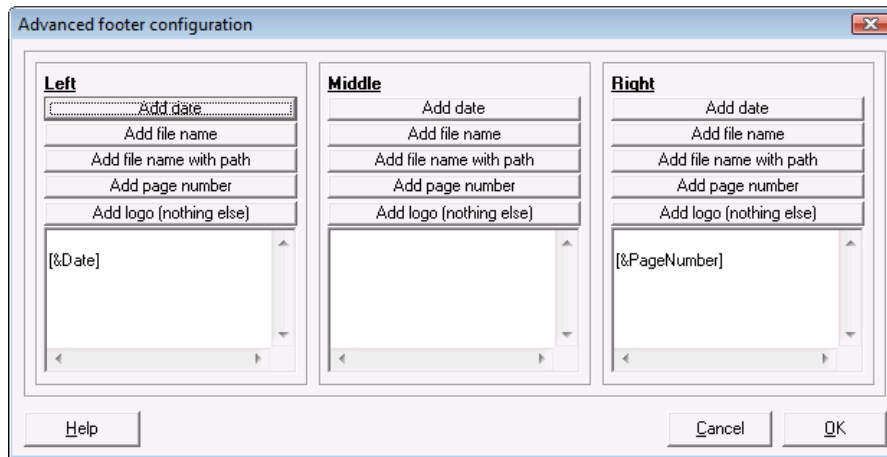 Advanced footer configuration
Left
Add date
Add file name
Add file name with path
Add page number
Add logo (nothing else)
[&Date]
Middle
Add date
Add file name
Add file name with path
Add page number
Add logo (nothing else)
Right
Add date
Add file name
Add file name with path
Add page number
Add logo (nothing else)
[&PageNumber]
Help
Cancel
OK